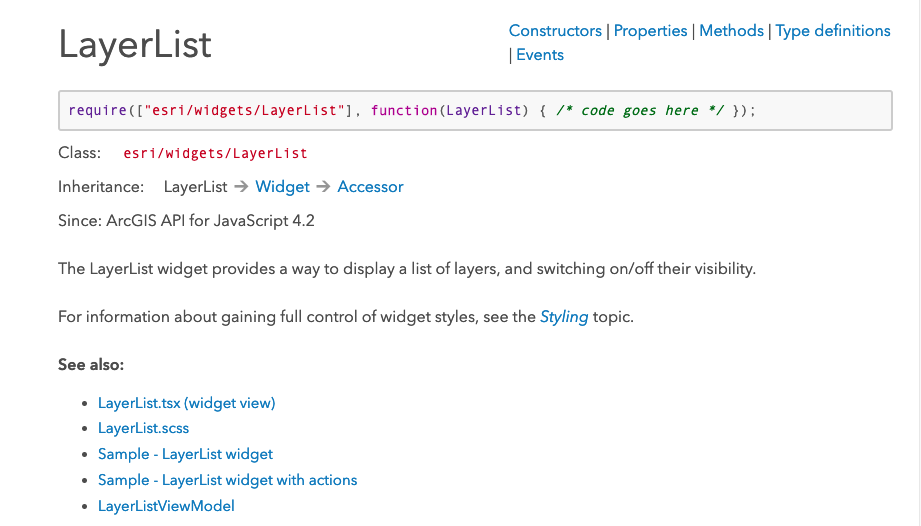 LayerList
Constructors | Properties | Methods | Type definitions
| Events
require(["esri/widgets/LayerList"], function(LayerList) { /* code goes here */ });
Class: esri/widgets/LayerList
Inheritance: LayerList → Widget → Accessor
Since: ArcGIS API for JavaScript 4.2
The LayerList widget provides a way to display a list of layers, and switching on/off their visibility.
For information about gaining full control of widget styles, see the Styling topic.
See also:
• LayerList.tsx (widget view)
• LayerList.scss
• Sample - LayerList widget
• Sample - LayerList widget with actions
• LayerListViewModel